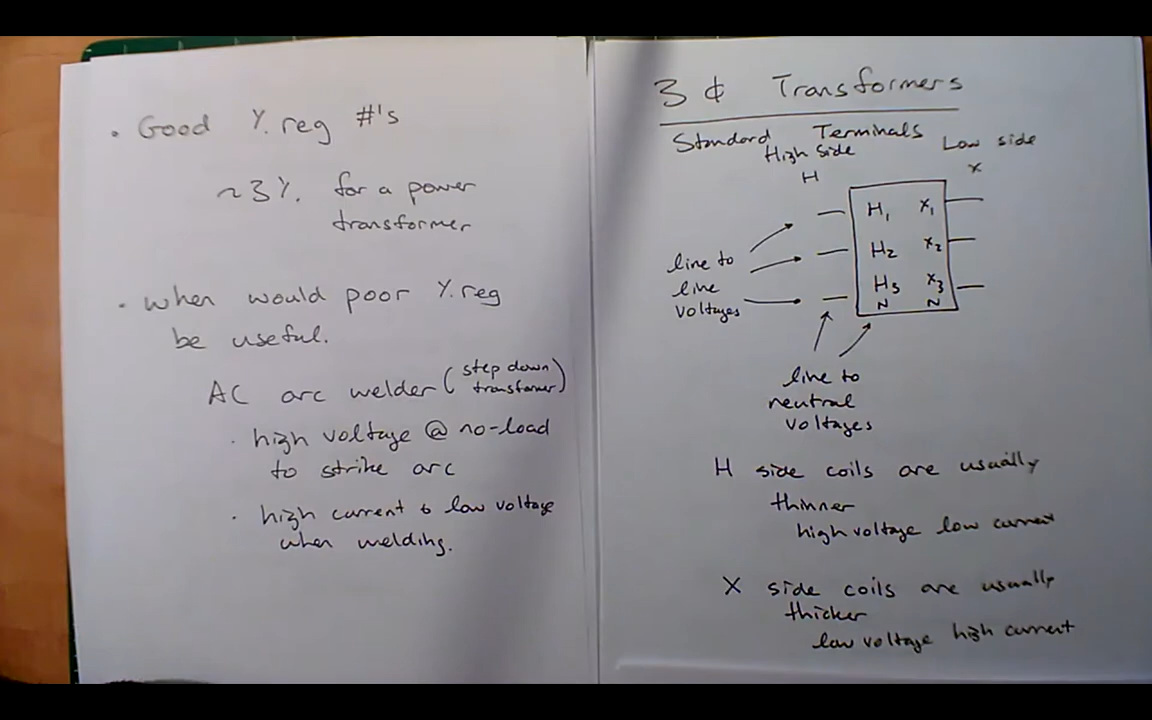 • Good % reg #'s
~3% for a power
transformer
• when would poor % reg
be useful.
AC arc welder (step down
transfomer)
• high voltage @ no-load
to strike arc
• high current & low voltage
when welding.
3 ϕ Transformers
Standard Terminals
High Side
H
Low side
X
H1 X1
H2 X2
H3 X3
N N
line to
line
voltages
line to
neutral
voltages
H side coils are usually
thinner
high voltage low current
X side coils are usually
thicker
low voltage high current